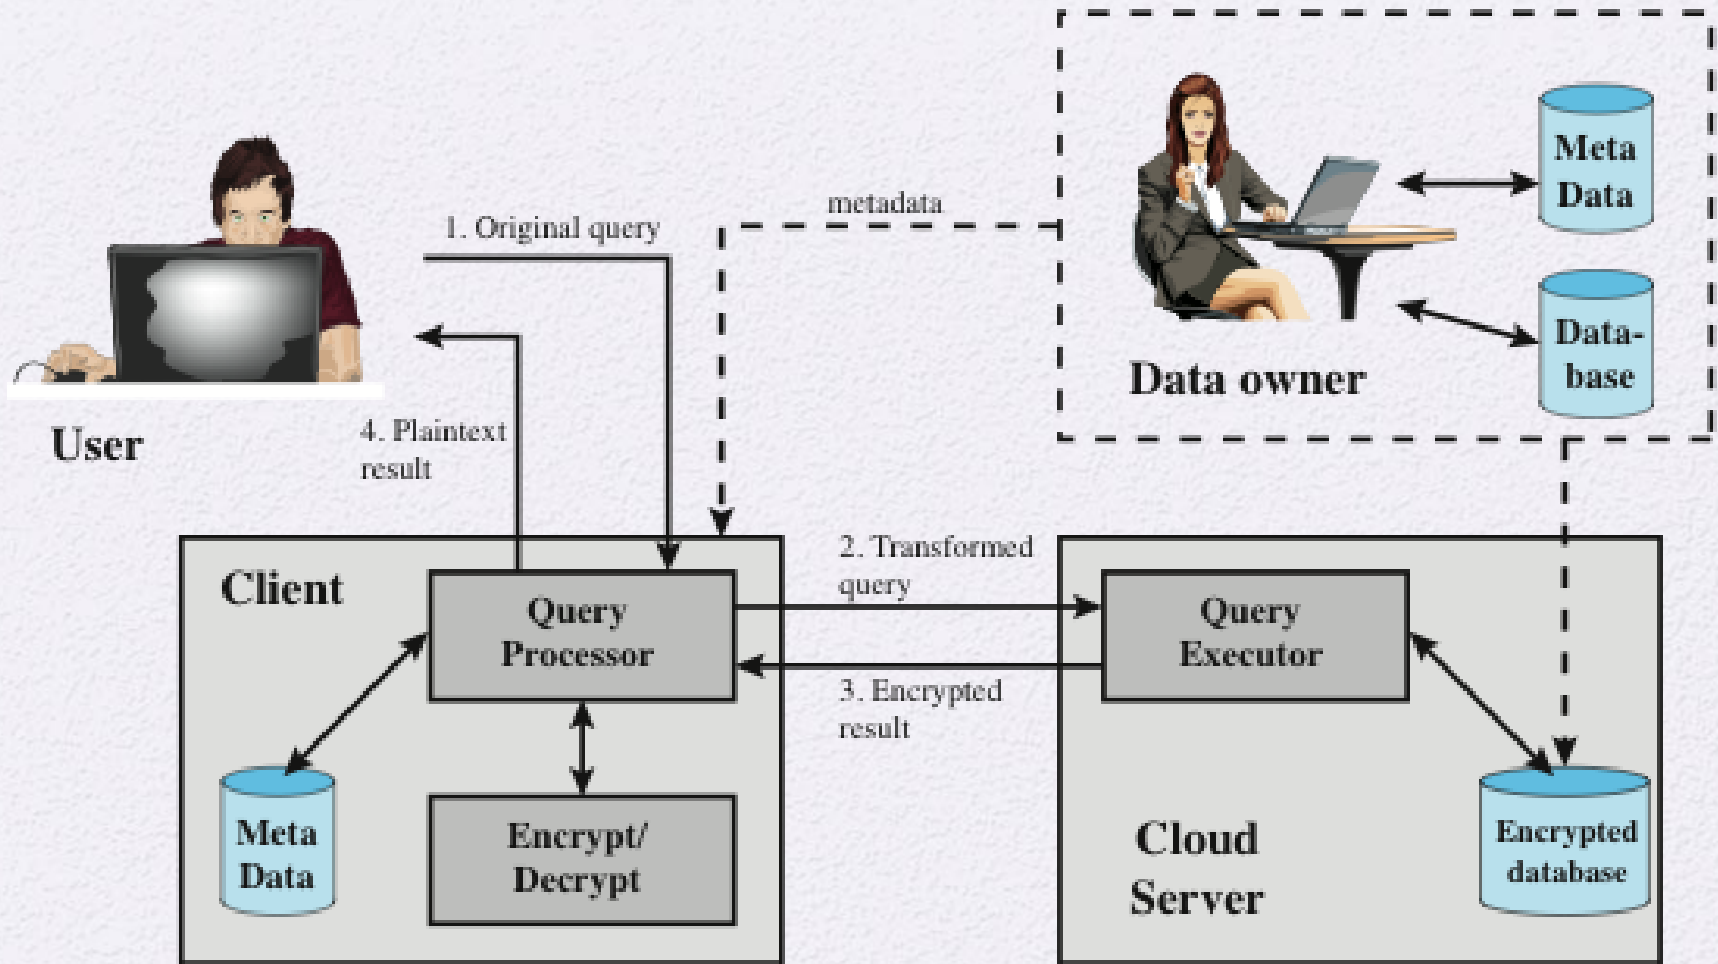 metadata
1. Original query
Meta
Data
Data-
base
Data owner
User
4. Plaintext
result
Client
Query
Processor
2. Transformed
query
3. Encrypted
result
Query
Executor
Meta
Data
Encrypt/
Decrypt
Cloud
Server
Encrypted
database